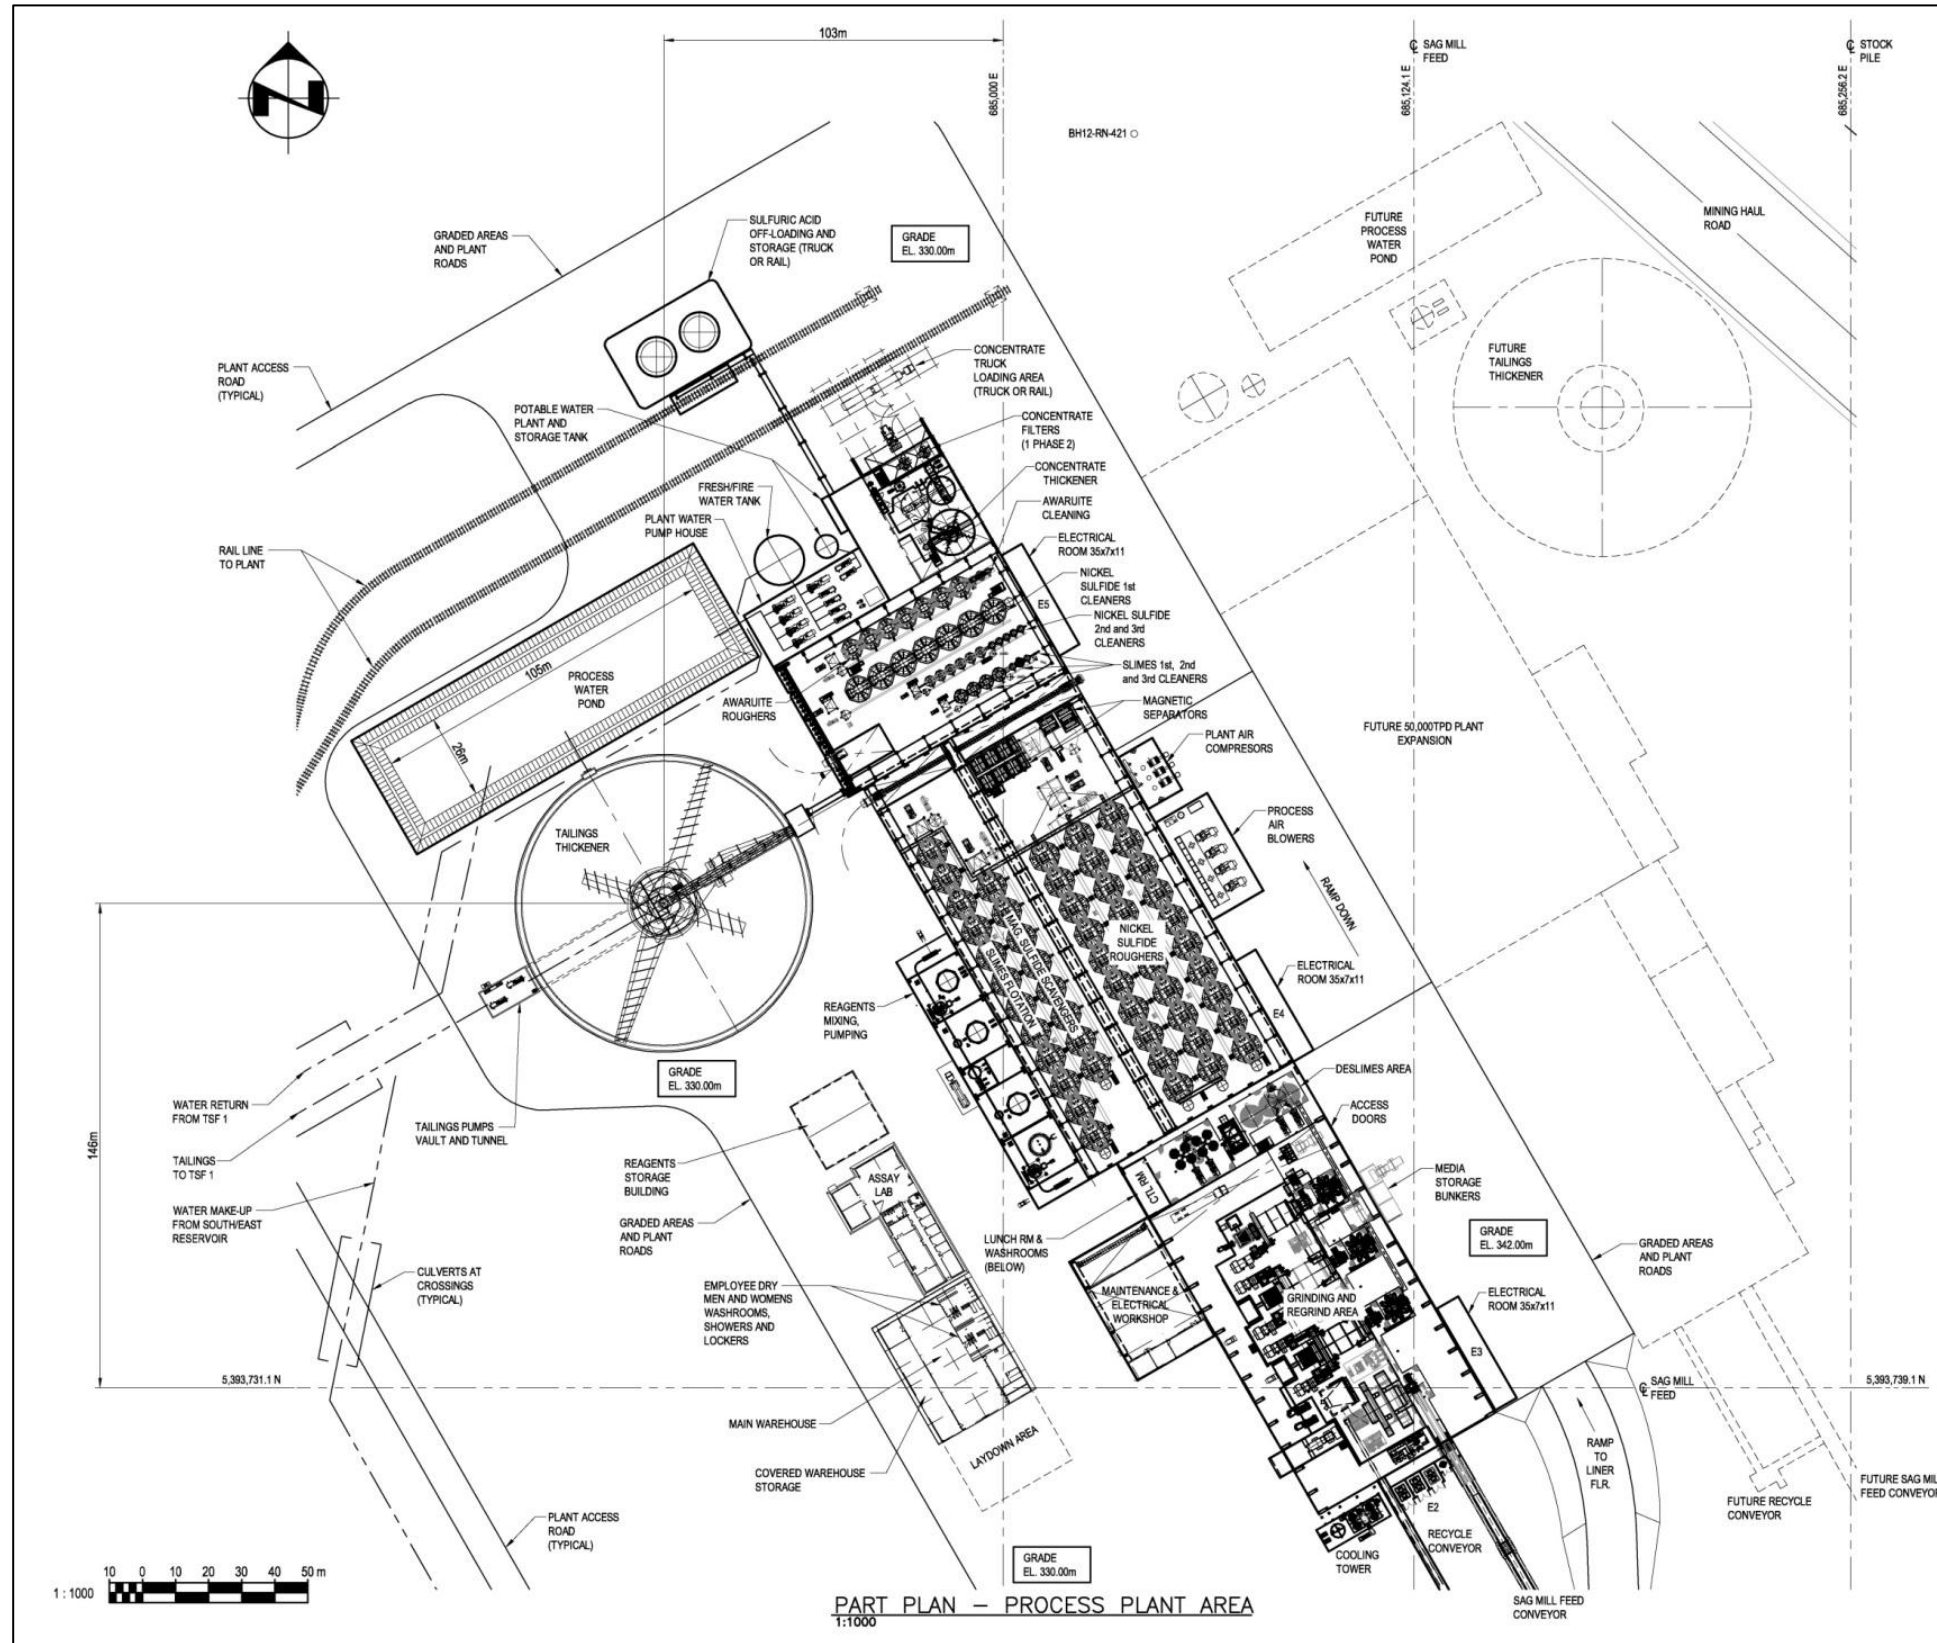 103m
℄ SAG MILL
FEED
℄ STOCK
PILE
685,000 E
685,124.1 E
685,256.2 E
N
BH12-RN-421
SULFURIC ACID
OFF-LOADING AND
STORAGE (TRUCK
OR RAIL)
GRADE
EL. 330.00m
GRADED AREAS
AND PLANT
ROADS
FUTURE
PROCESS
WATER
POND
MINING HAUL
ROAD
PLANT ACCESS
ROAD
(TYPICAL)
CONCENTRATE
TRUCK
LOADING AREA
(TRUCK OR RAIL)
FUTURE
TAILINGS
THICKENER
POTABLE WATER
PLANT AND
STORAGE TANK
CONCENTRATE
FILTERS
(1 PHASE 2)
CONCENTRATE
THICKENER
FRESH/FIRE
WATER TANK
AWARUITE
CLEANING
PLANT WATER
PUMP HOUSE
ELECTRICAL
ROOM 35x7x11
RAIL LINE
TO PLANT
NICKEL
SULFIDE 1st
CLEANERS
E5
NICKEL SULFIDE
2nd and 3rd
CLEANERS
105m
PROCESS
WATER
POND
SLIMES 1st, 2nd
and 3rd CLEANERS
AWARUITE
ROUGHERS
MAGNETIC
SEPARATORS
26m
PLANT AIR
COMPRESORS
FUTURE 50,000TPD PLANT
EXPANSION
TAILINGS
THICKENER
PROCESS
AIR
BLOWERS
RAMP DOWN
NICKEL
SULFIDE
ROUGHERS
MAG. SULFIDE SCAVENGERS
SLIMES FLOTATION
ELECTRICAL
ROOM 35x7x11
E4
REAGENTS
MIXING,
PUMPING
GRADE
EL. 330.00m
DESLIMES AREA
WATER RETURN
FROM TSF 1
TAILINGS PUMPS
VAULT AND TUNNEL
ACCESS
DOORS
146m
TAILINGS
TO TSF 1
REAGENTS
STORAGE
BUILDING
ASSAY
LAB
CTL RM
MEDIA
STORAGE
BUNKERS
WATER MAKE-UP
FROM SOUTH/EAST
RESERVOIR
GRADED AREAS
AND PLANT
ROADS
LUNCH RM &
WASHROOMS
(BELOW)
GRADE
EL. 342.00m
GRADED AREAS
AND PLANT
ROADS
CULVERTS AT
CROSSINGS
(TYPICAL)
EMPLOYEE DRY
MEN AND WOMENS
WASHROOMS,
SHOWERS AND
LOCKERS
MAINTENANCE &
ELECTRICAL
WORKSHOP
GRINDING AND
REGRIND AREA
ELECTRICAL
ROOM 35x7x11
E3
5,393,731.1 N
℄ SAG MILL
FEED
5,393,739.1 N
MAIN WAREHOUSE
LAYDOWN AREA
RAMP
TO
LINER
FLR.
COVERED WAREHOUSE
STORAGE
FUTURE SAG MIL
FEED CONVEYOR
FUTURE RECYCLE
CONVEYOR
E2
PLANT ACCESS
ROAD
(TYPICAL)
RECYCLE
CONVEYOR
COOLING
TOWER
GRADE
EL. 330.00m
SAG MILL FEED
CONVEYOR
10 0 10 20 30 40 50 m
1 : 1000
PART PLAN – PROCESS PLANT AREA
1:1000